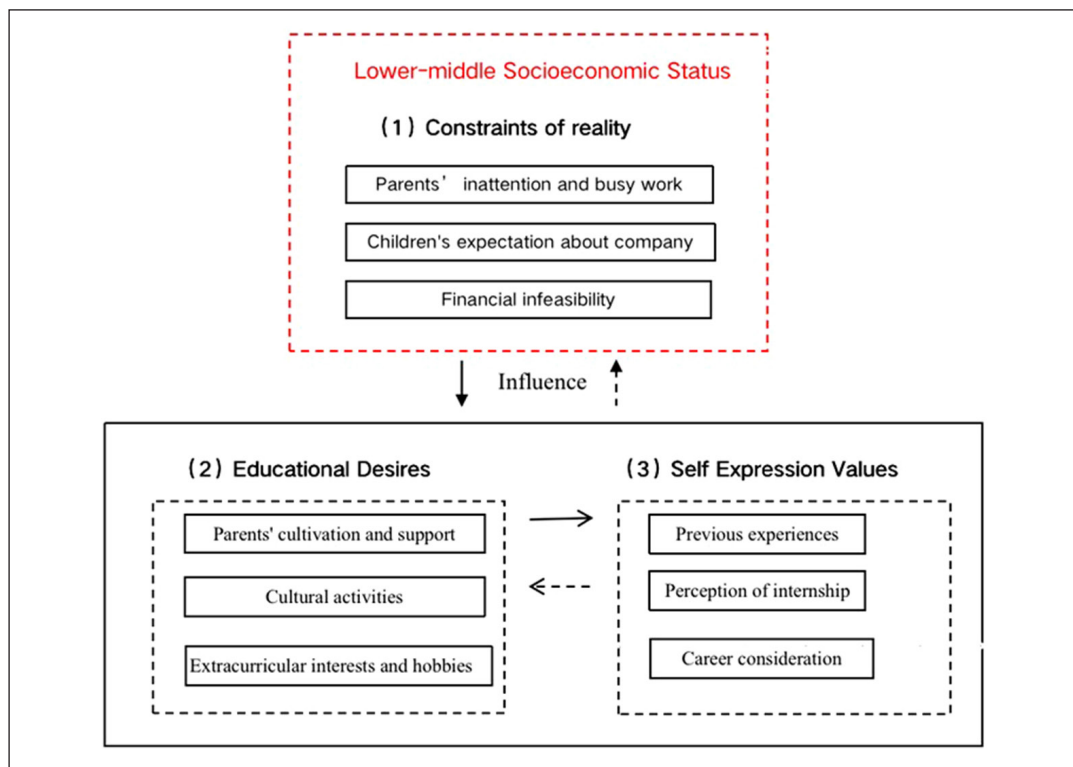 Lower-middle Socioeconomic Status
(1) Constraints of reality
Parents' inattention and busy work
Children's expectation about company
Financial infeasibility
Influence
(2) Educational Desires
Parents' cultivation and support
Cultural activities
Extracurricular interests and hobbies
(3) Self Expression Values
Previous experiences
Perception of internship
Career consideration